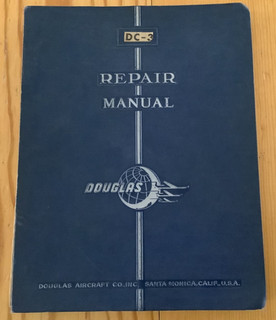 DC-3
REPAIR
MANUAL
DOUGLAS
DOUGLAS AIRCRAFT CO., INC. SANTA MONICA, CALIF., U.S.A.